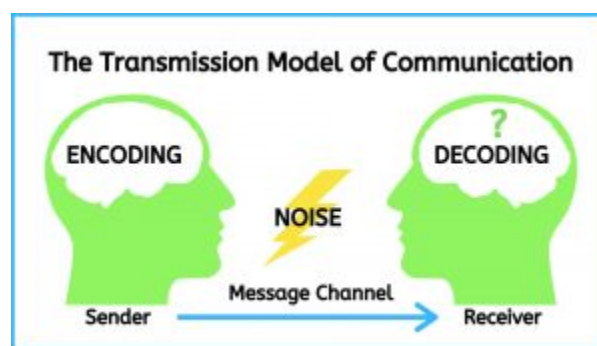 The Transmission Model of Communication
ENCODING
?
DECODING
NOISE
Message Channel
Sender
Receiver